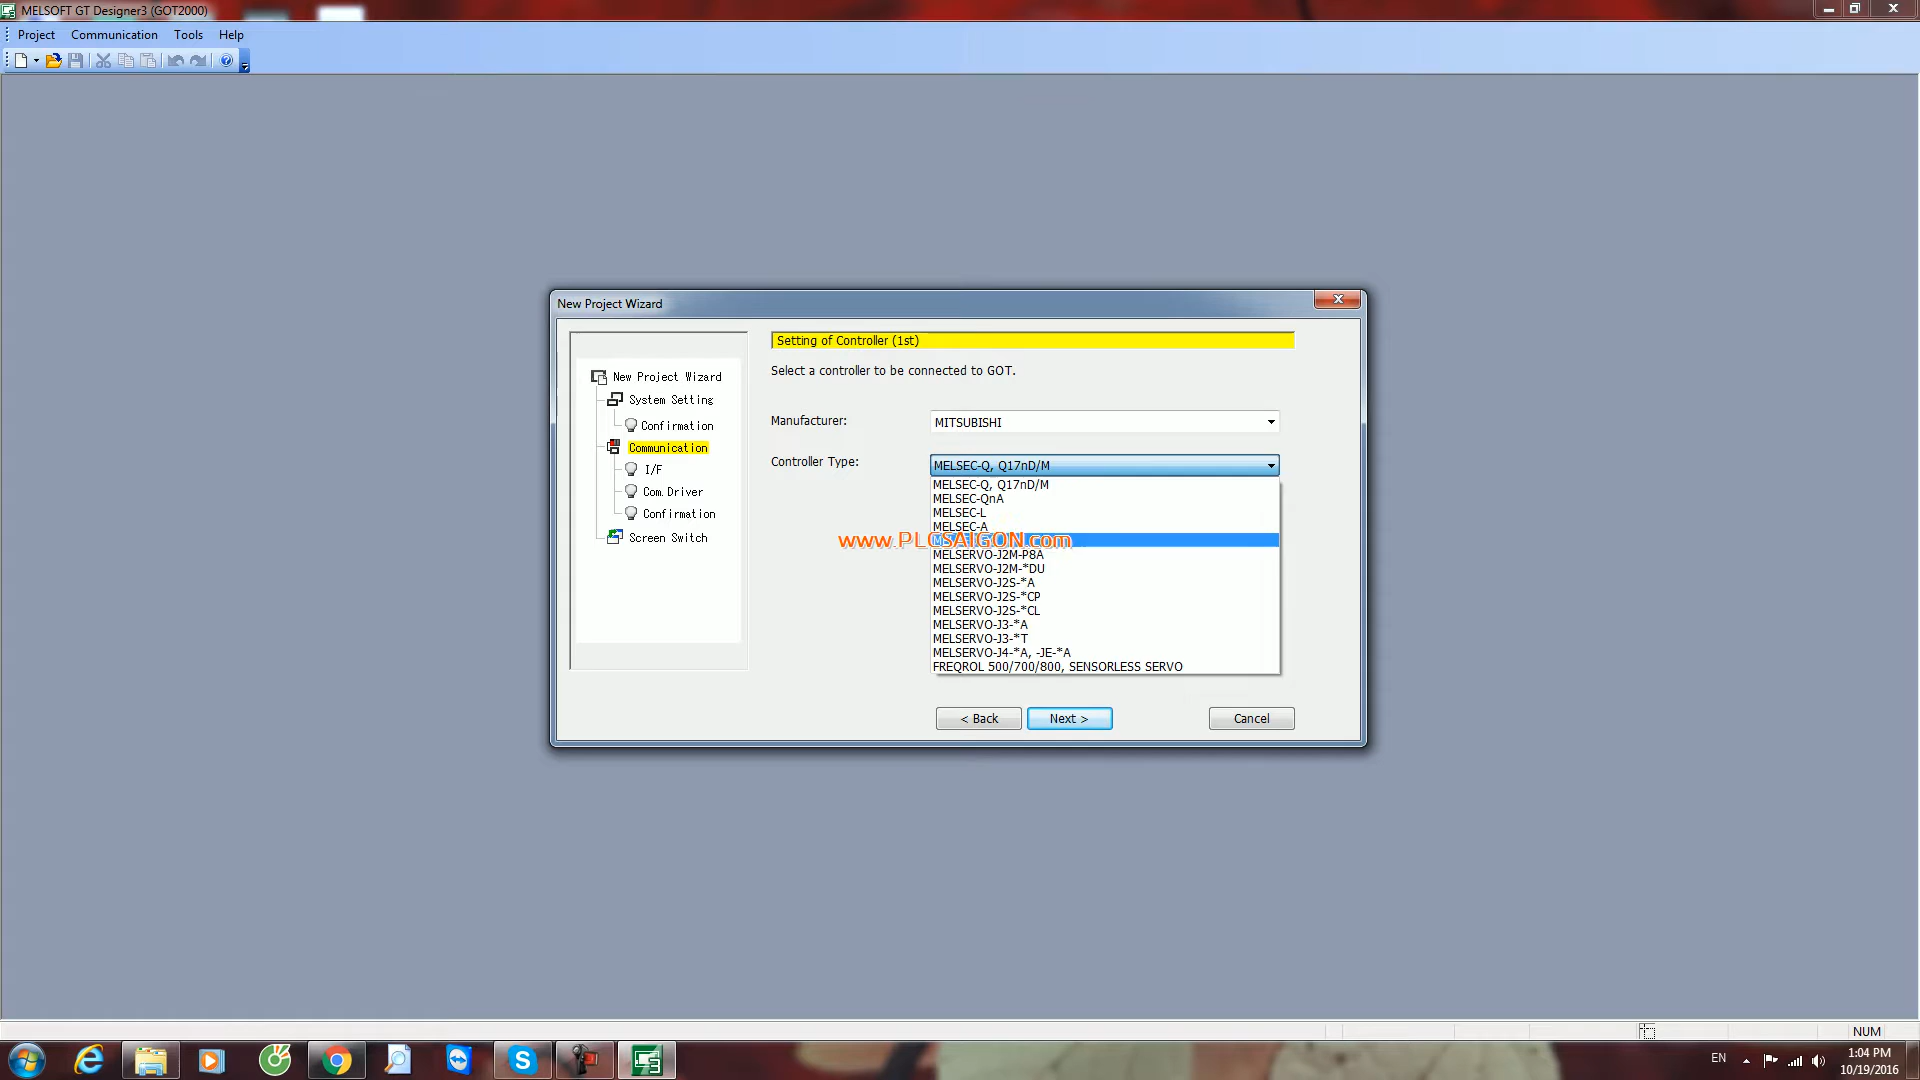 MELSOFT GT Designer3 (GOT2000)
Project Communication Tools Help
New Project Wizard
Setting of Controller (1st)
Select a controller to be connected to GOT.
New Project Wizard
System Setting
Confirmation
Communication
I/F
Com.Driver
Confirmation
Screen Switch
Manufacturer: MITSUBISHI
Controller Type: MELSEC-Q, Q17nD/M
MELSEC-Q, Q17nD/M
MELSEC-QnA
MELSEC-L
MELSEC-A
www.PLCSAIGON.com
MELSERVO-J2M-P8A
MELSERVO-J2M-*DU
MELSERVO-J2S-*A
MELSERVO-J2S-*CP
MELSERVO-J2S-*CL
MELSERVO-J3-*A
MELSERVO-J3-*T
MELSERVO-J4-*A, -JE-*A
FREQROL 500/700/800, SENSORLESS SERVO
< Back Next > Cancel
NUM
EN
1:04 PM
10/19/2016